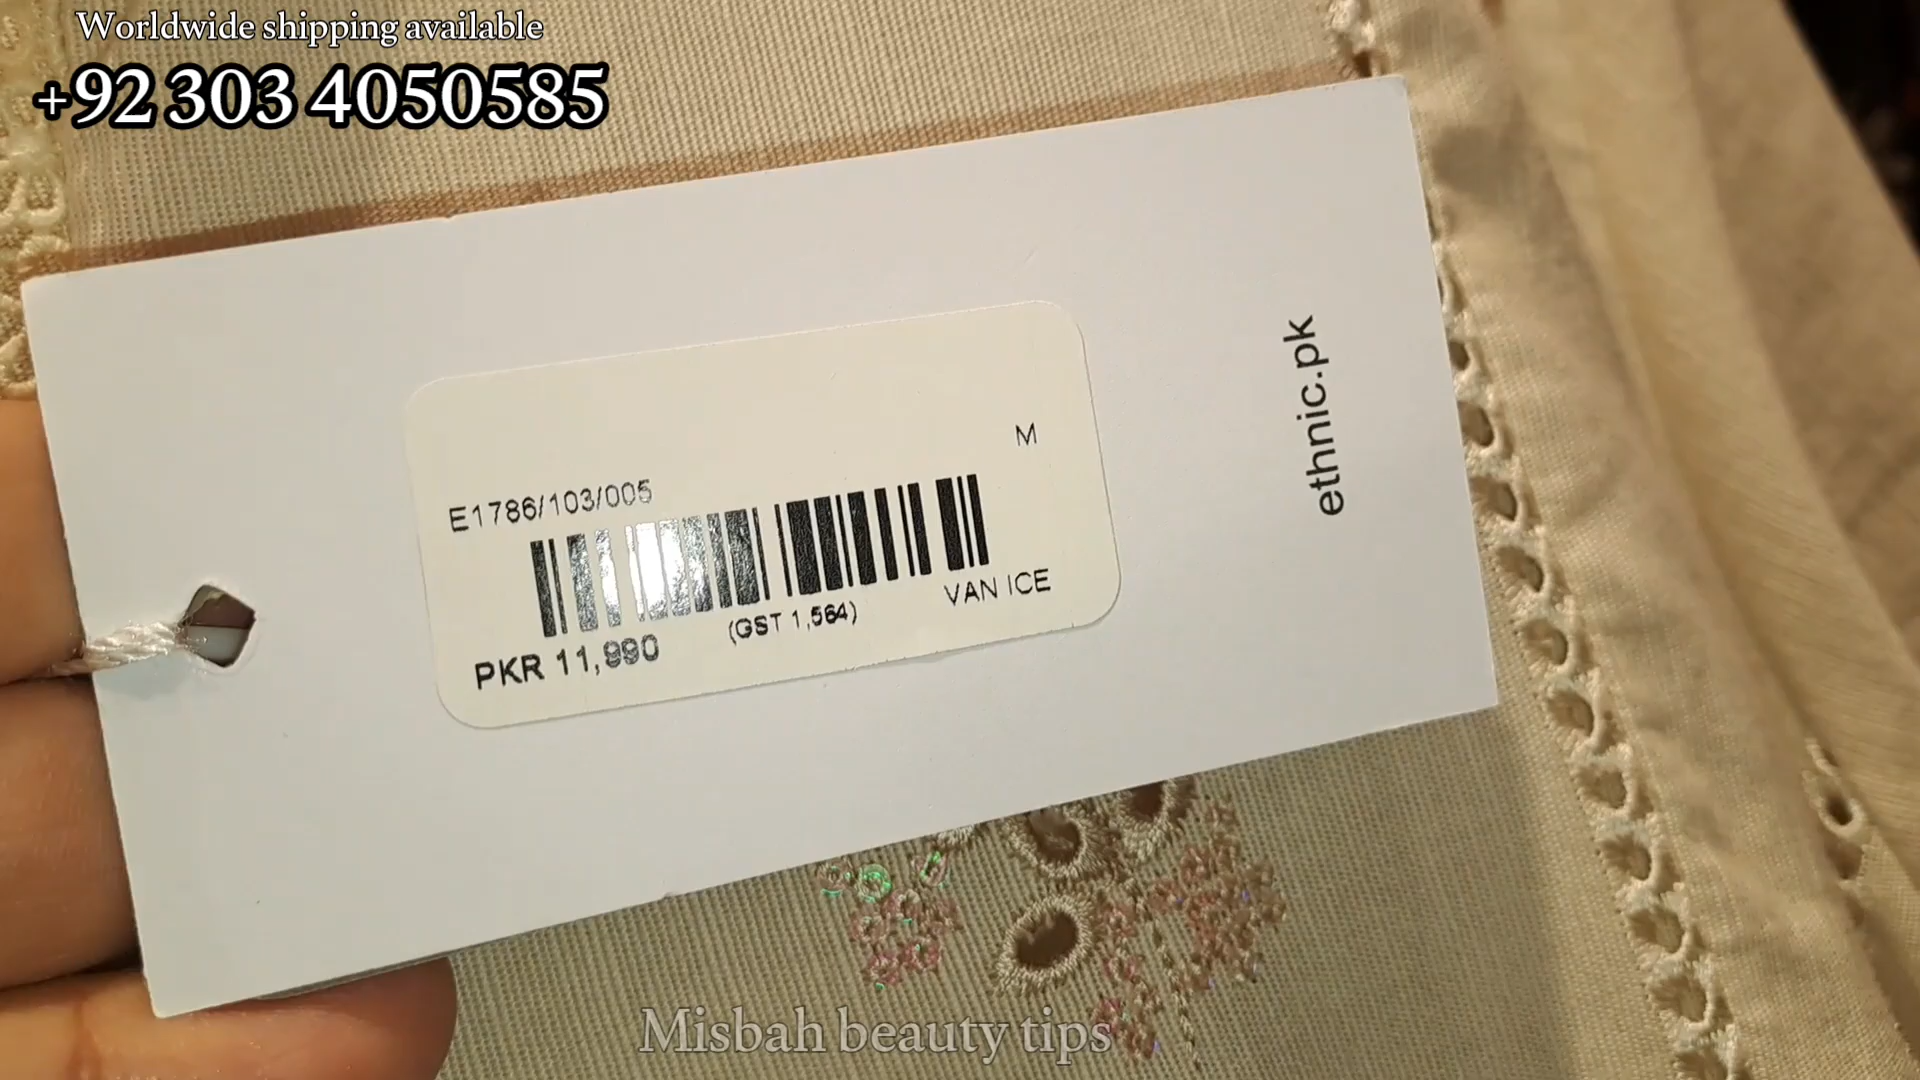 Worldwide shipping available
+92 303 4050585
M
E1786/103/005
VAN ICE
(GST 1,564)
PKR 11,990
ethnic.pk
Misbah beauty tips